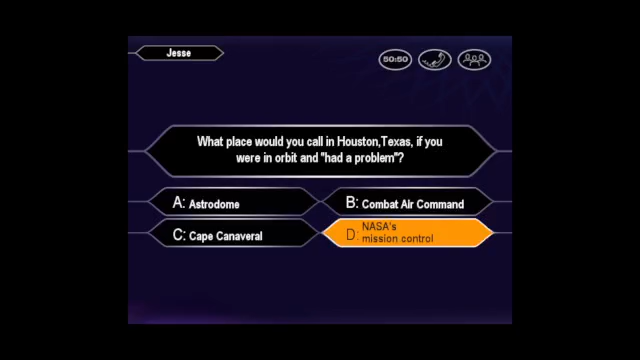 Jesse
50:50
What place would you call in Houston,Texas, if you
were in orbit and "had a problem"?
A: Astrodome
B: Combat Air Command
C: Cape Canaveral
D: NASA's
mission control